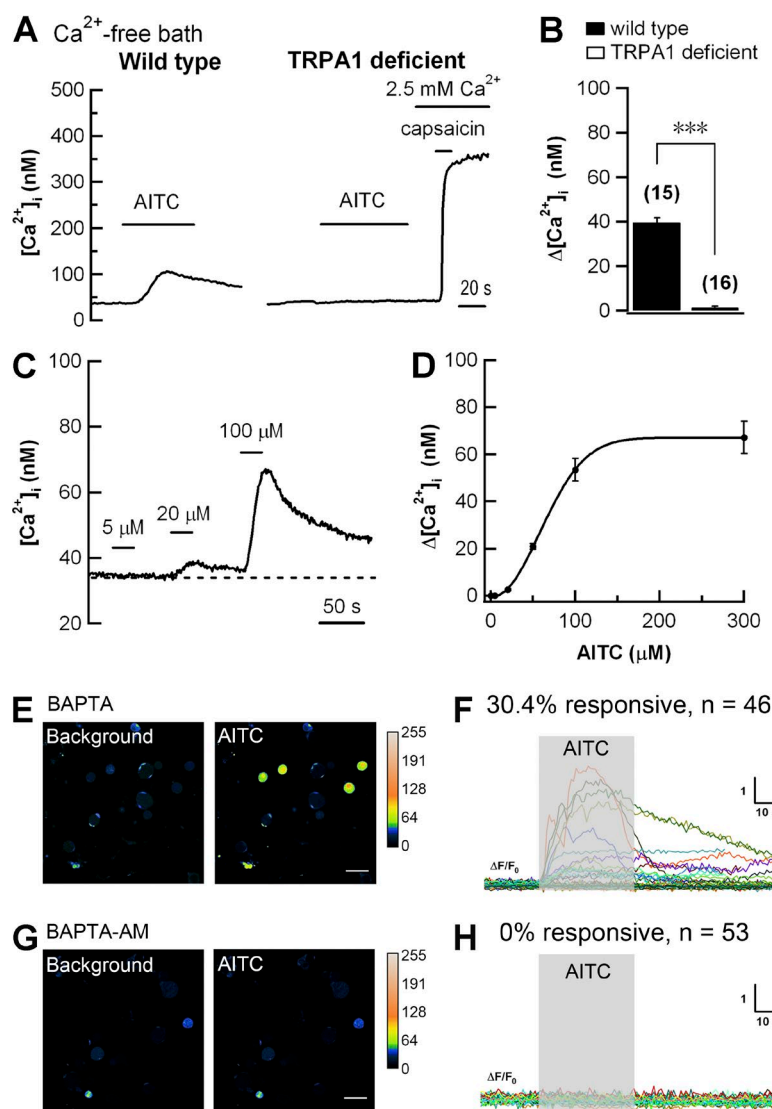 A Ca²⁺-free bath
Wild type
TRPA1 deficient
2.5 mM Ca²⁺
capsaicin
AITC
AITC
[Ca²⁺]ᵢ (nM)
500
400
300
200
100
0
20 s
B
wild type
TRPA1 deficient
Δ[Ca²⁺]ᵢ (nM)
100
80
60
40
20
0
***
(15)
(16)
C
[Ca²⁺]ᵢ (nM)
100
80
60
40
20
5 µM
20 µM
100 µM
50 s
D
Δ[Ca²⁺]ᵢ (nM)
100
80
60
40
20
0
0
100
200
300
AITC (µM)
E BAPTA
Background
AITC
255
191
128
64
0
F 30.4% responsive, n = 46
AITC
ΔF/F₀
1
10
G BAPTA-AM
Background
AITC
255
191
128
64
0
H 0% responsive, n = 53
AITC
ΔF/F₀
1
10